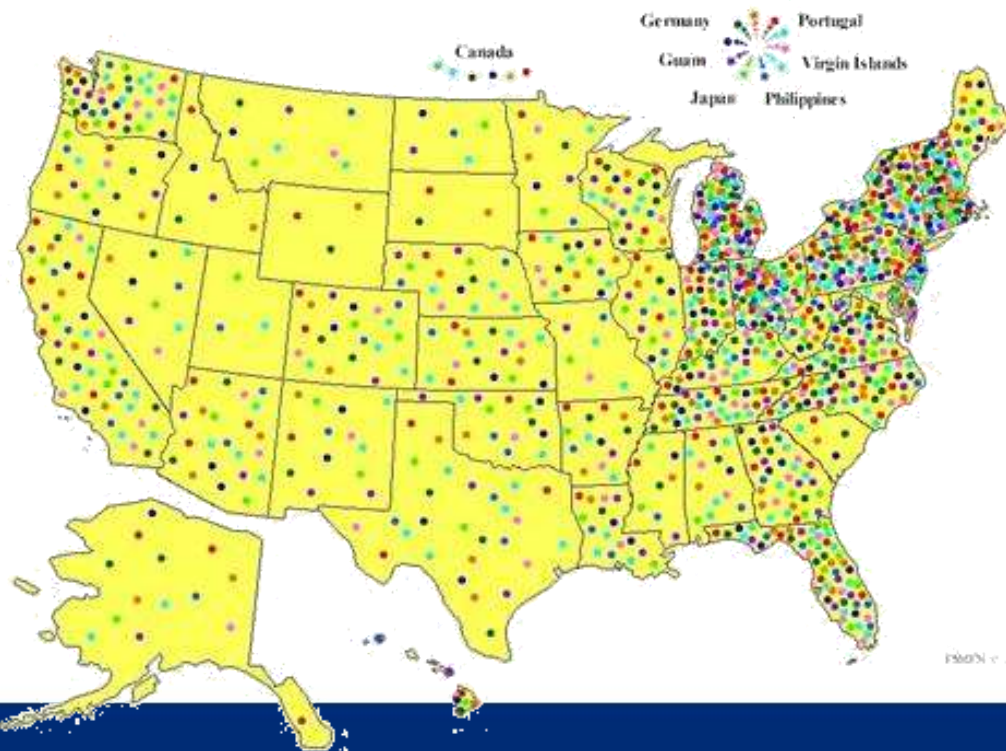 Germany
Portugal
Canada
Guam
Virgin Islands
Japan
Philippines